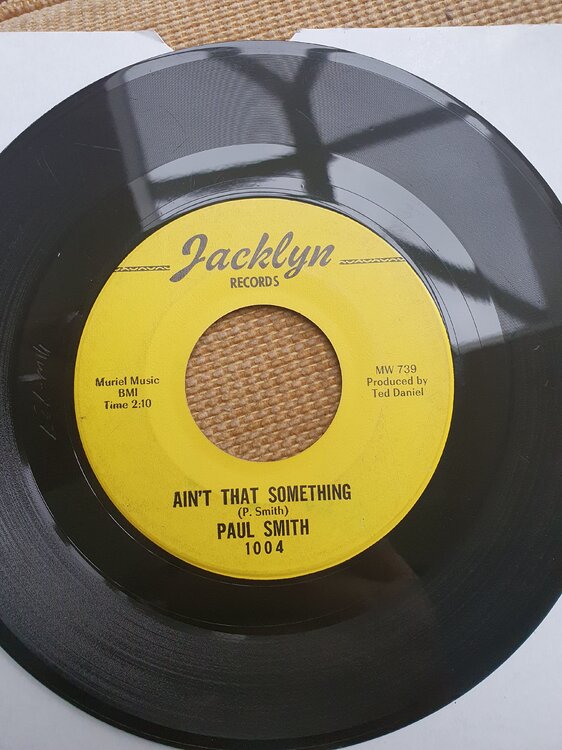 Jacklyn
RECORDS
Muriel Music
BMI
Time 2:10
MW 739
Produced by
Ted Daniel
AIN'T THAT SOMETHING
(P. Smith)
PAUL SMITH
1004